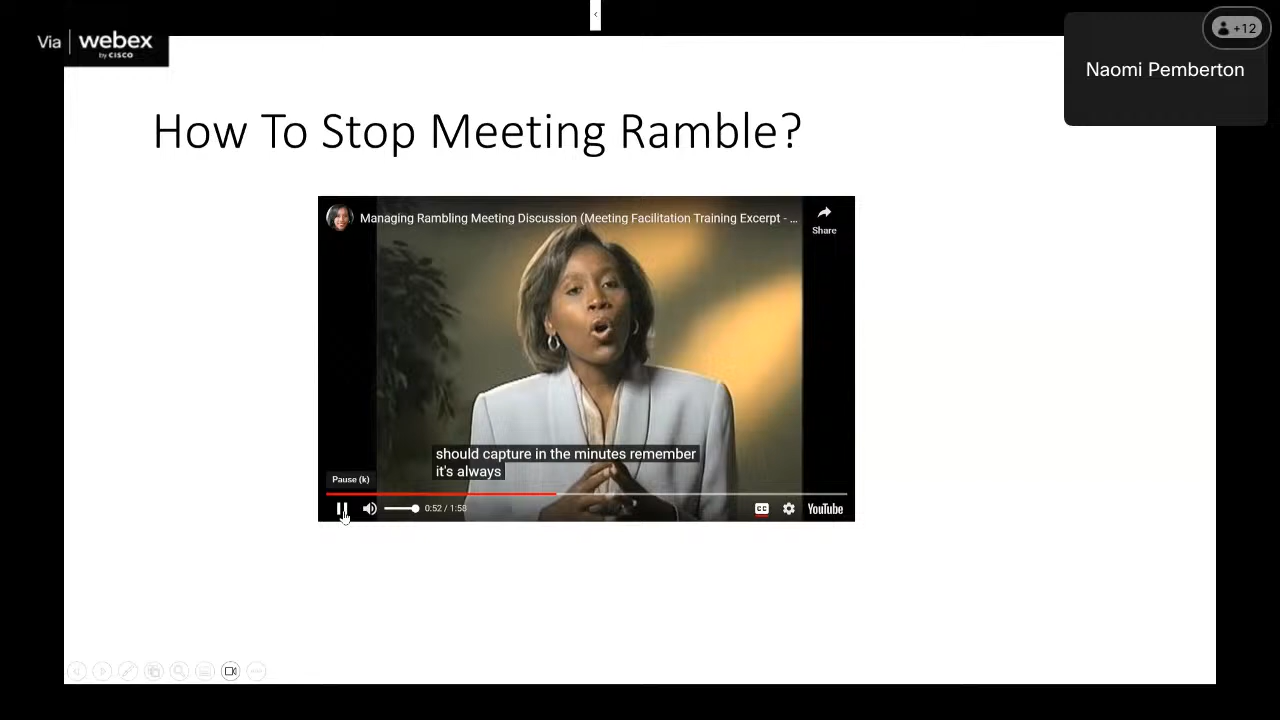 Via webex
by CISCO
+12
Naomi Pemberton
How To Stop Meeting Ramble?
Managing Rambling Meeting Discussion (Meeting Facilitation Training Excerpt - ...
Share
should capture in the minutes remember
it's always
Pause (k)
0:52 / 1:58
CC
YouTube